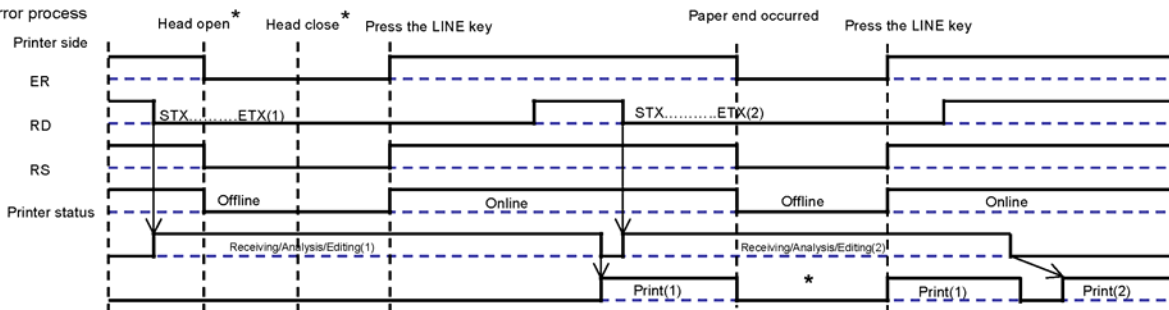 rror process
Head open* Head close* Press the LINE key Paper end occurred Press the LINE key
Printer side
ER
RD STX..........ETX(1) STX...........ETX(2)
RS
Printer status Offline Online Offline Online
Receiving/Analysis/Editing(1) Receiving/Analysis/Editing(2)
Print(1) * Print(1) Print(2)